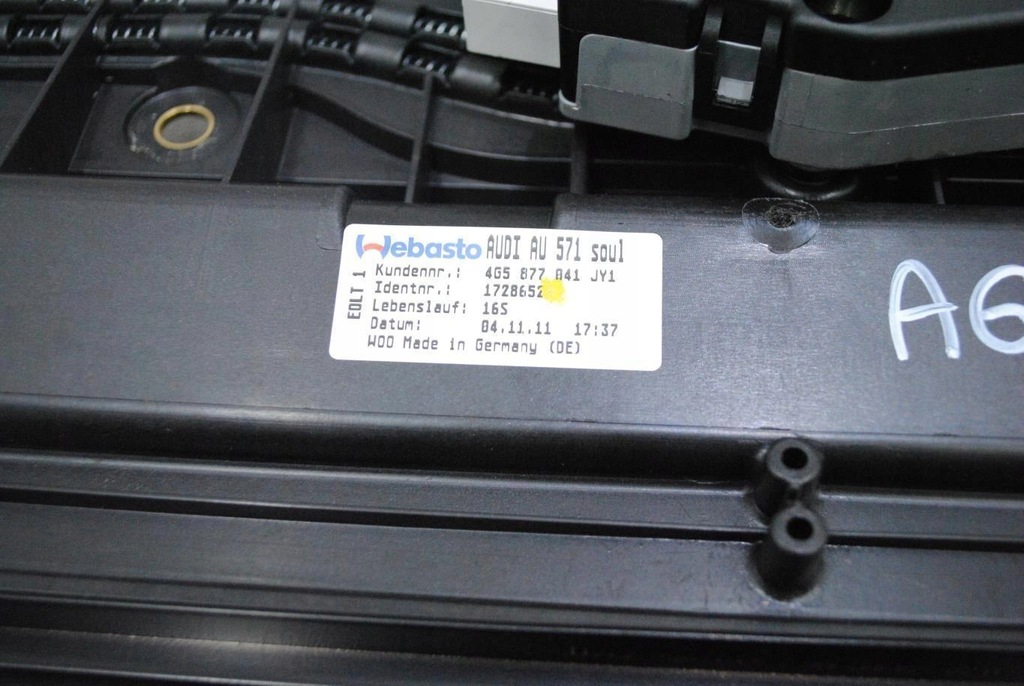 Webasto AUDI AU 571 soul
EOLT 1
Kundennr.: 4G5 877 041 JY1
Identnr.: 1728652
Lebenslauf: 16S
Datum: 04.11.11 17:37
WOO Made in Germany (DE)
A6